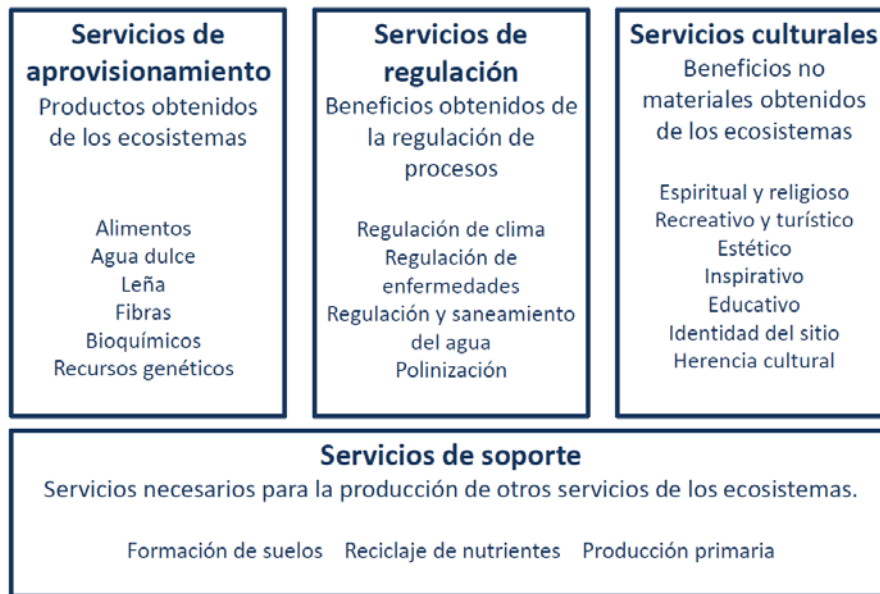 Servicios de
aprovisionamiento
Productos obtenidos
de los ecosistemas
Alimentos
Agua dulce
Leña
Fibras
Bioquímicos
Recursos genéticos
Servicios de
regulación
Beneficios obtenidos de
la regulación de
procesos
Regulación de clima
Regulación de
enfermedades
Regulación y saneamiento
del agua
Polinización
Servicios culturales
Beneficios no
materiales obtenidos
de los ecosistemas
Espiritual y religioso
Recreativo y turístico
Estético
Inspirativo
Educativo
Identidad del sitio
Herencia cultural
Servicios de soporte
Servicios necesarios para la producción de otros servicios de los ecosistemas.
Formación de suelos Reciclaje de nutrientes Producción primaria